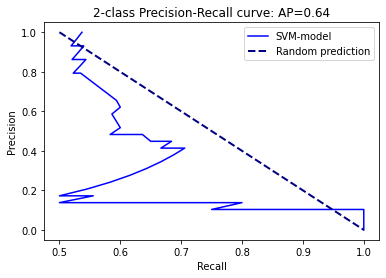 2-class Precision-Recall curve: AP=0.64
SVM-model
Random prediction
Precision
1.0
0.8
0.6
0.4
0.2
0.0
0.5 0.6 0.7 0.8 0.9 1.0
Recall